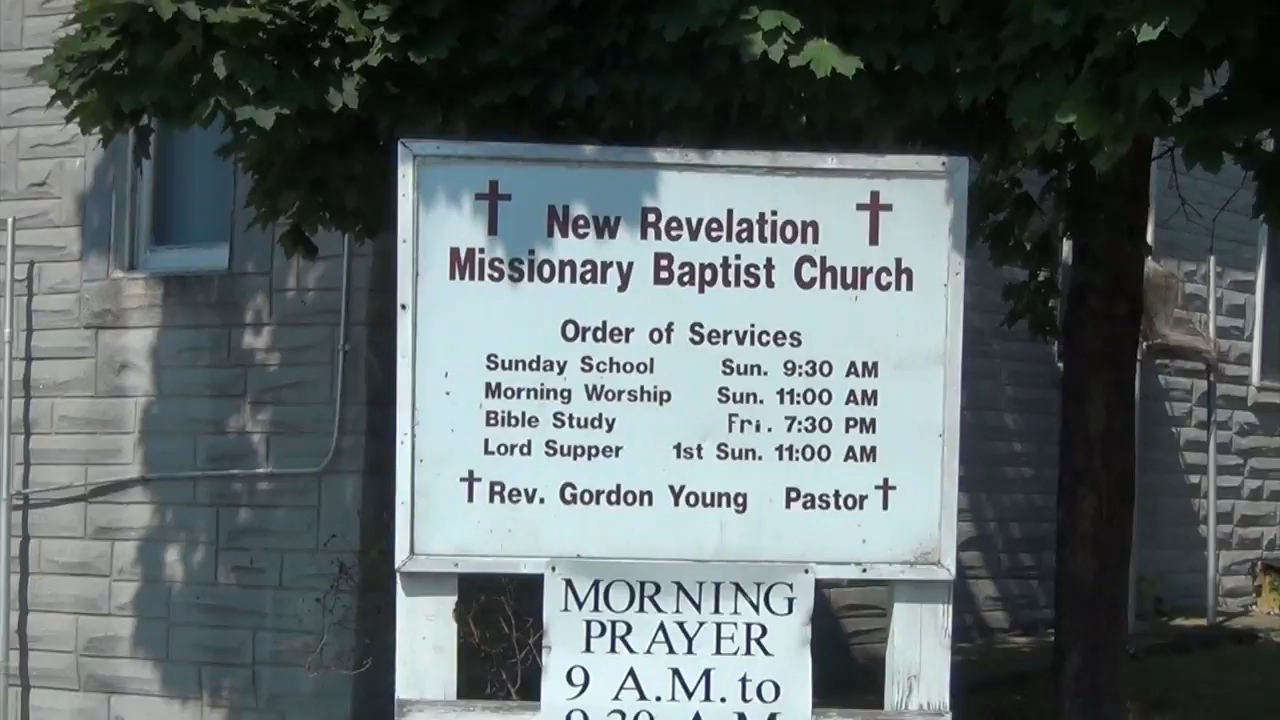 New Revelation
Missionary Baptist Church
Order of Services
Sunday School Sun. 9:30 AM
Morning Worship Sun. 11:00 AM
Bible Study Fri. 7:30 PM
Lord Supper 1st Sun. 11:00 AM
Rev. Gordon Young Pastor
MORNING
PRAYER
9 A.M. to
9:30 A.M.